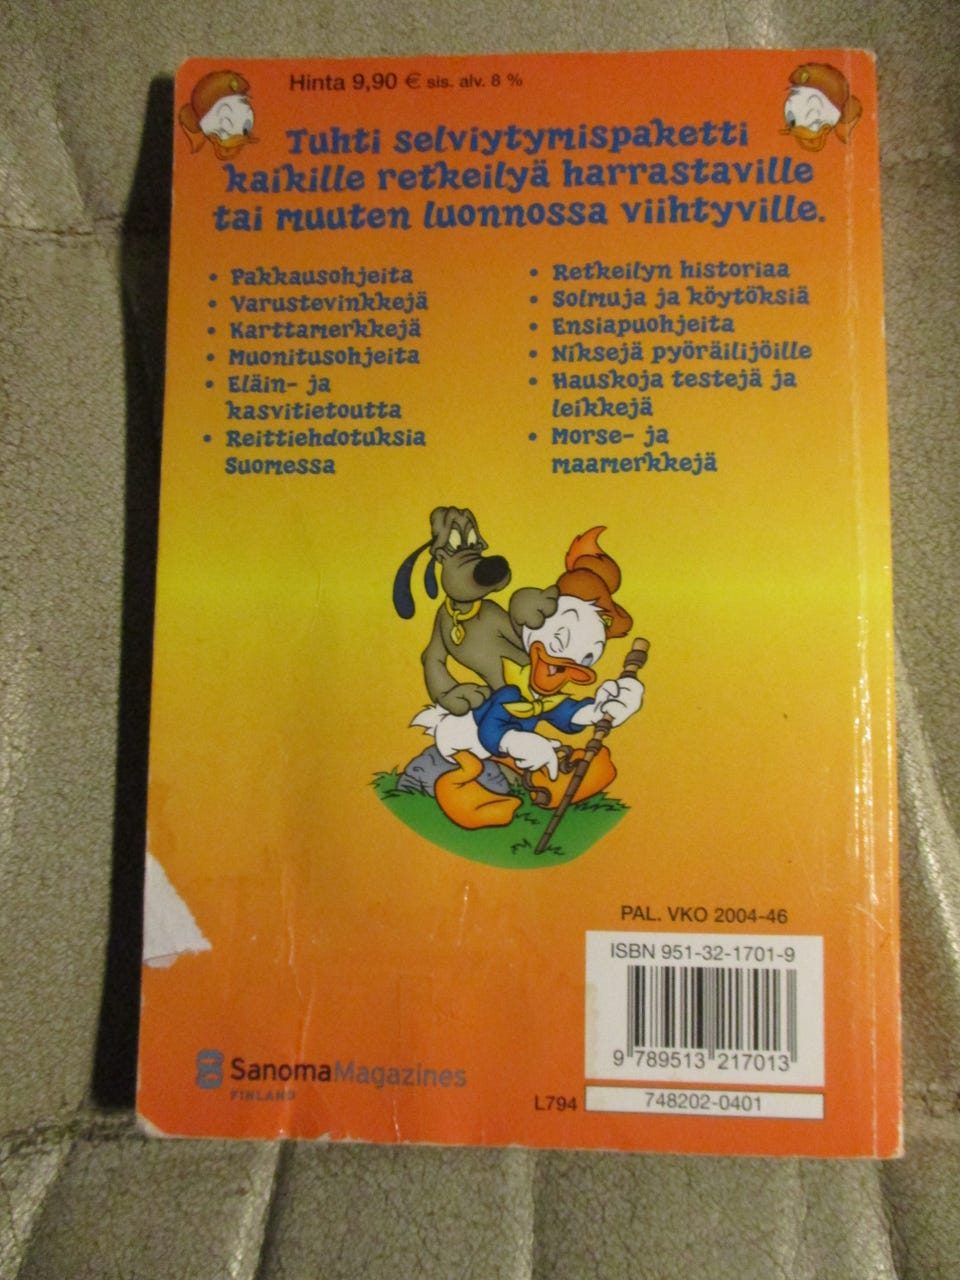 Hinta 9,90 € sis. alv. 8 %
Tuhti selviytymispaketti
kaikille retkeilyä harrastaville
tai muuten luonnossa viihtyville.
• Pakkausohjeita
• Varustevinkkejä
• Karttamerkkejä
• Muonitusohjeita
• Eläin- ja
kasvitietoutta
• Reittiehdotuksia
Suomessa
• Retkeilyn historiaa
• Solmuja ja köytöksiä
• Ensiapuohjeita
• Niksejä pyöräilijöille
• Hauskoja testejä ja
leikkejä
• Morse- ja
maamerkkejä
PAL. VKO 2004-46
ISBN 951-32-1701-9
9 789513 217013
SanomaMagazines
FINLAND
L794
748202-0401